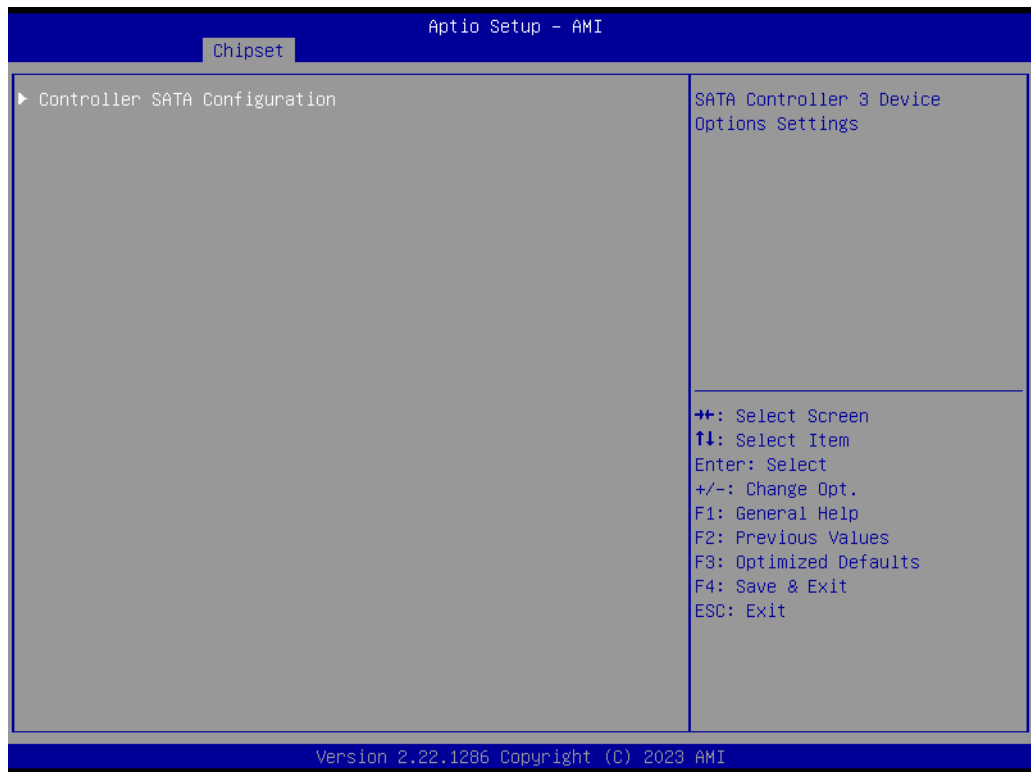 Aptio Setup – AMI
Chipset
▶ Controller SATA Configuration
SATA Controller 3 Device
Options Settings
→←: Select Screen
↑↓: Select Item
Enter: Select
+/-: Change Opt.
F1: General Help
F2: Previous Values
F3: Optimized Defaults
F4: Save & Exit
ESC: Exit
Version 2.22.1286 Copyright (C) 2023 AMI